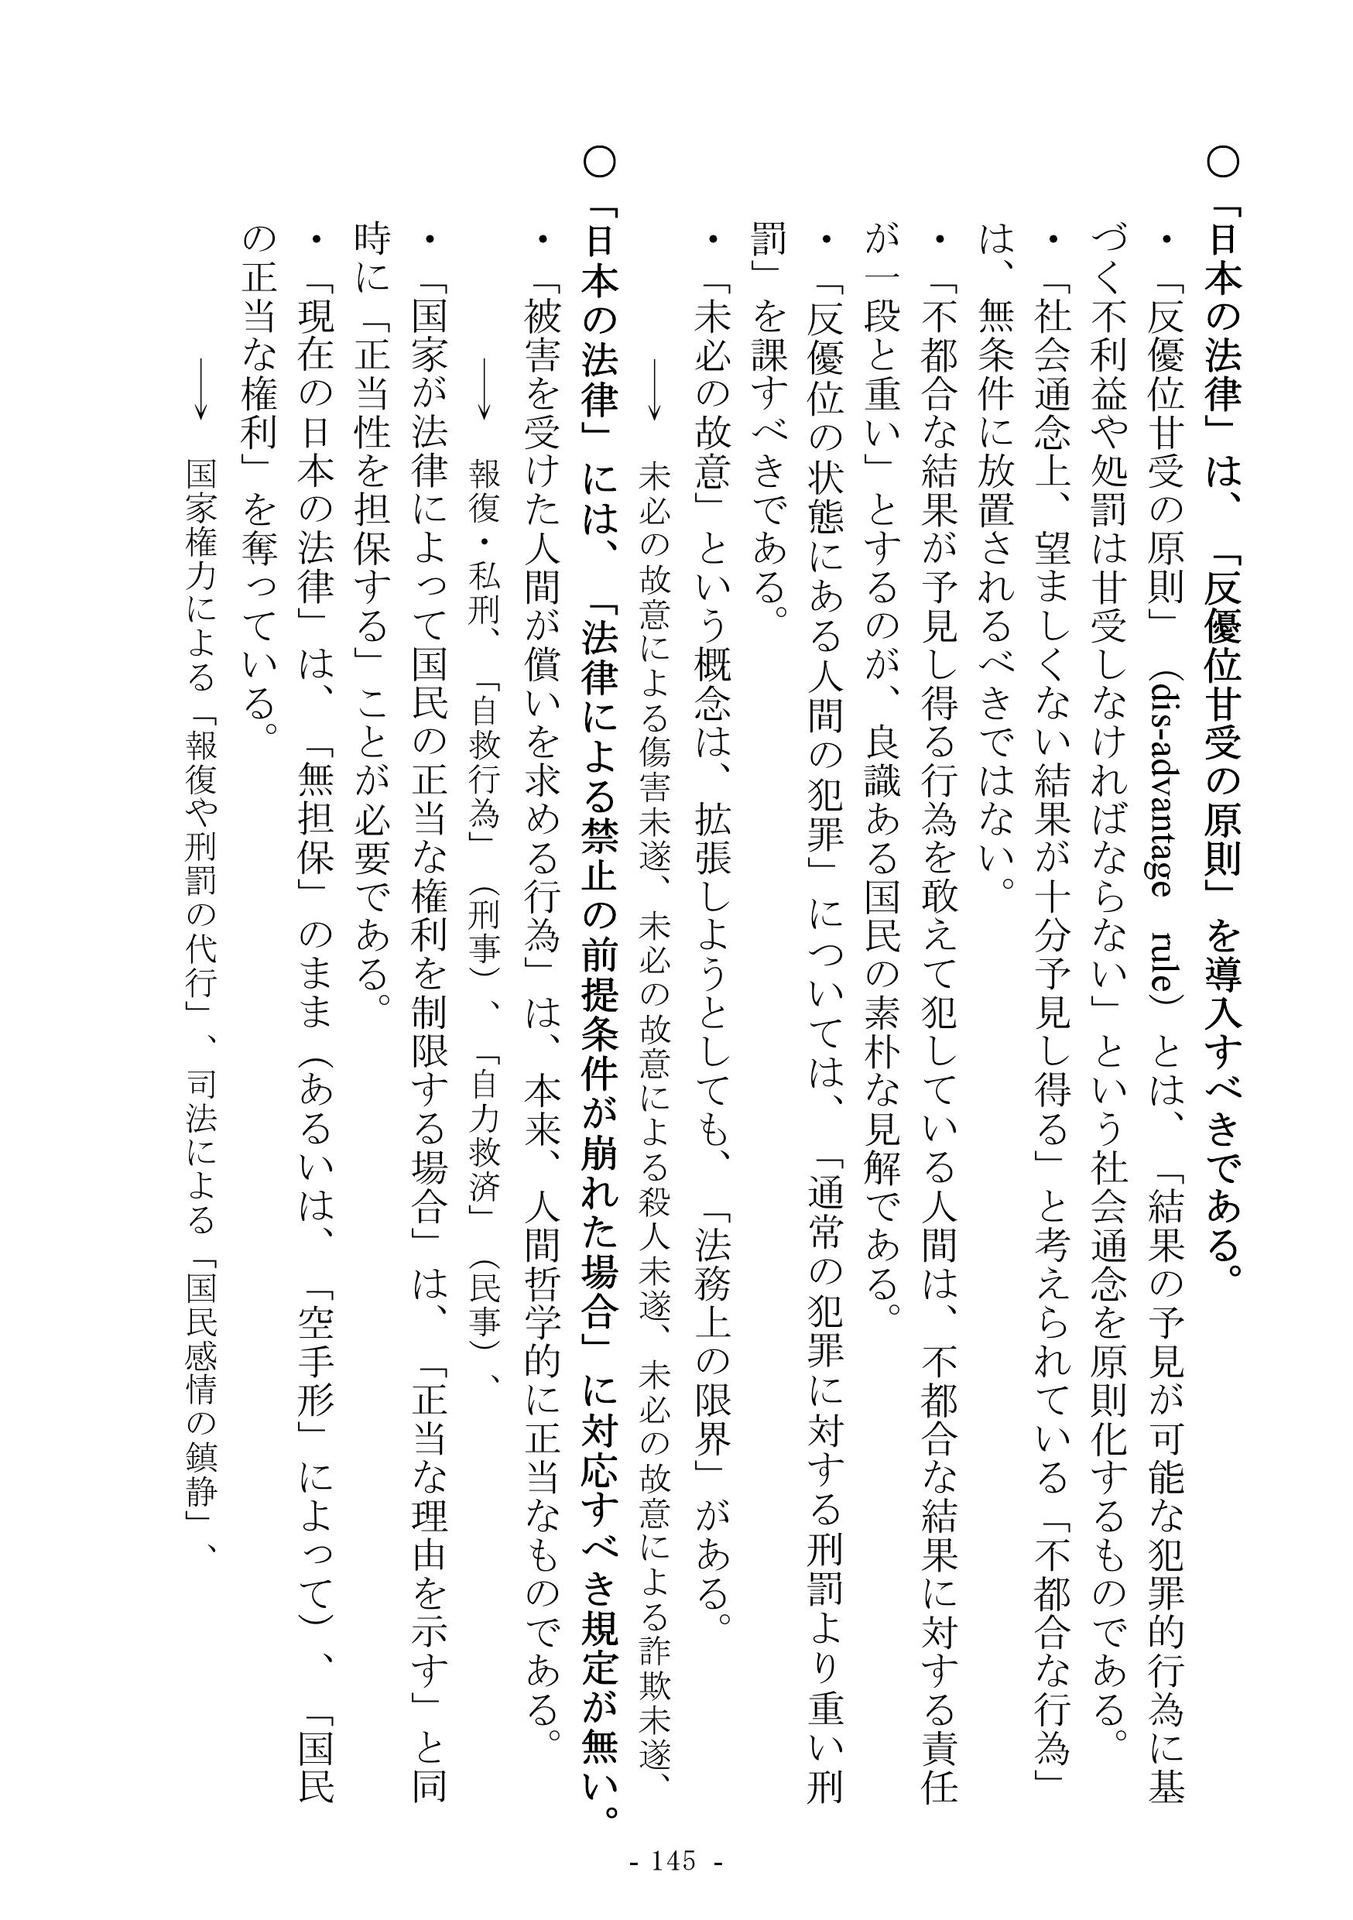 ○「日本の法律」は、「反優位甘受の原則」を導入すべきである。
・「反優位甘受の原則」（dis-advantage rule）とは、「結果の予見が可能な犯罪的行為に基
づく不利益や処罰は甘受しなければならない」という社会通念を原則化するものである。
・「社会通念上、望ましくない結果が十分予見し得る」と考えられている「不都合な行為」
は、無条件に放置されるべきではない。
・「不都合な結果が予見し得る行為を敢えて犯している人間は、不都合な結果に対する責任
が一段と重い」とするのが、良識ある国民の素朴な見解である。
・「反優位の状態にある人間の犯罪」については、「通常の犯罪に対する刑罰より重い刑
罰」を課すべきである。
・「未必の故意」という概念は、拡張しようとしても、「法務上の限界」がある。
→ 未必の故意による傷害未遂、未必の故意による殺人未遂、未必の故意による詐欺未遂、
○「日本の法律」には、「法律による禁止の前提条件が崩れた場合」に対応すべき規定が無い。
・「被害を受けた人間が償いを求める行為」は、本来、人間哲学的に正当なものである。
→ 報復・私刑、「自救行為」（刑事）、「自力救済」（民事）、
・「国家が法律によって国民の正当な権利を制限する場合」は、「正当な理由を示す」と同
時に「正当性を担保する」ことが必要である。
・「現在の日本の法律」は、「無担保」のまま（あるいは、「空手形」によって）、「国民
の正当な権利」を奪っている。
→ 国家権力による「報復や刑罰の代行」、司法による「国民感情の鎮静」、
- 145 -